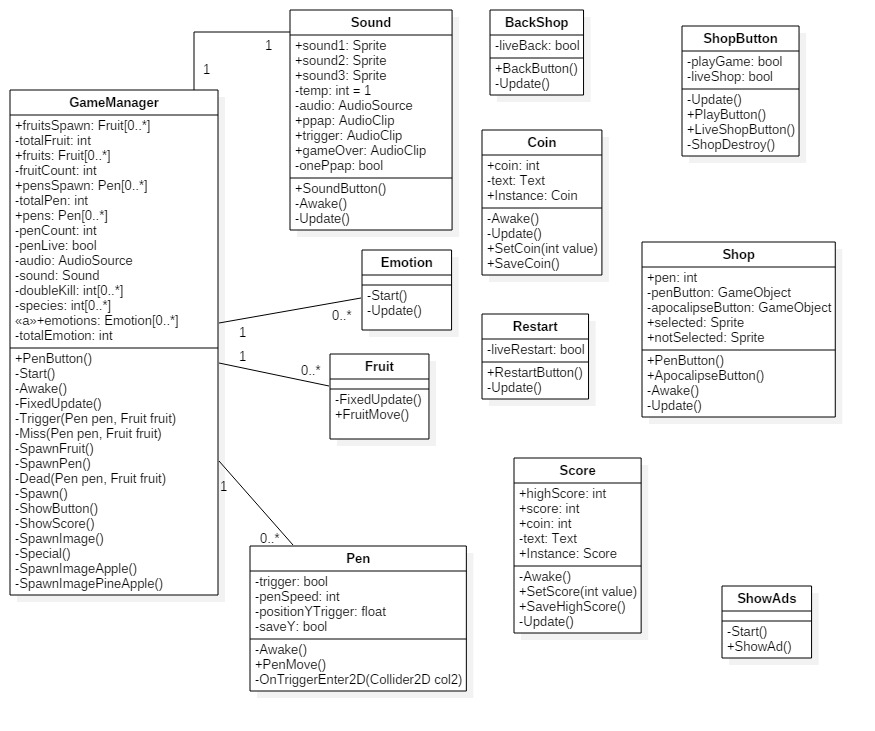 GameManager
+fruitsSpawn: Fruit[0..*]
-totalFruit: int
+fruits: Fruit[0..*]
-fruitCount: int
+pensSpawn: Pen[0..*]
-totalPen: int
+pens: Pen[0..*]
-penCount: int
-penLive: bool
-audio: AudioSource
-sound: Sound
-doubleKill: int[0..*]
-species: int[0..*]
«a»+emotions: Emotion[0..*]
-totalEmotion: int
+PenButton()
-Start()
-Awake()
-FixedUpdate()
-Trigger(Pen pen, Fruit fruit)
-Miss(Pen pen, Fruit fruit)
-SpawnFruit()
-SpawnPen()
-Dead(Pen pen, Fruit fruit)
-Spawn()
-ShowButton()
-ShowScore()
-SpawnImage()
-Special()
-SpawnImageApple()
-SpawnImagePineApple()
1
1
Sound
+sound1: Sprite
+sound2: Sprite
+sound3: Sprite
-temp: int = 1
-audio: AudioSource
+ppap: AudioClip
+trigger: AudioClip
+gameOver: AudioClip
-onePpap: bool
+SoundButton()
-Awake()
-Update()
1
0..*
Emotion
-Start()
-Update()
1
0..*
Fruit
-FixedUpdate()
+FruitMove()
1
0..*
Pen
-trigger: bool
-penSpeed: int
-positionYTrigger: float
-saveY: bool
-Awake()
+PenMove()
-OnTriggerEnter2D(Collider2D col2)
BackShop
-liveBack: bool
+BackButton()
-Update()
Coin
+coin: int
-text: Text
+Instance: Coin
-Awake()
-Update()
+SetCoin(int value)
+SaveCoin()
Restart
-liveRestart: bool
+RestartButton()
-Update()
Score
+highScore: int
+score: int
+coin: int
-text: Text
+Instance: Score
-Awake()
+SetScore(int value)
+SaveHighScore()
-Update()
ShopButton
-playGame: bool
-liveShop: bool
-Update()
+PlayButton()
+LiveShopButton()
-ShopDestroy()
Shop
+pen: int
-penButton: GameObject
-apocalipseButton: GameObject
+selected: Sprite
+notSelected: Sprite
+PenButton()
+ApocalipseButton()
-Awake()
-Update()
ShowAds
-Start()
+ShowAd()